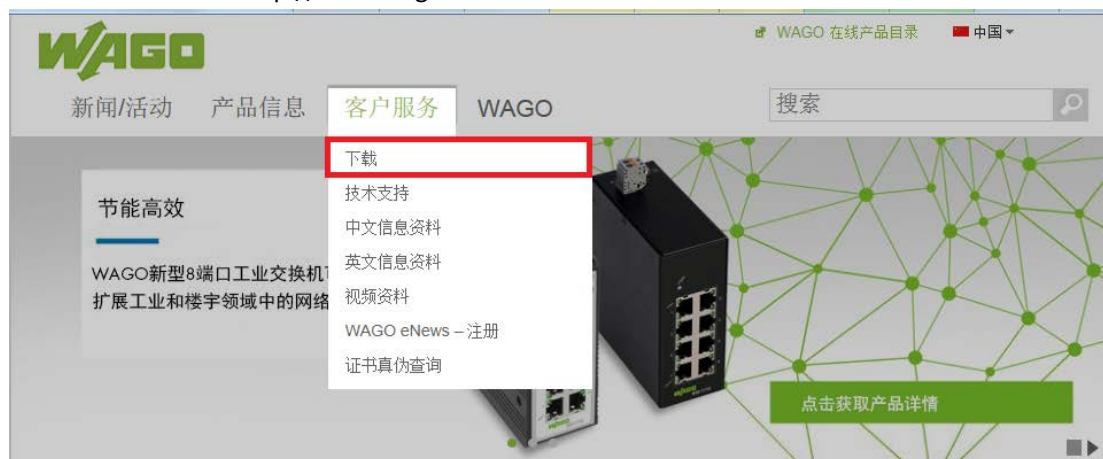 WAGO
WAGO 在线产品目录
中国
新闻/活动
产品信息
客户服务
WAGO
搜索
下载
技术支持
中文信息资料
英文信息资料
视频资料
WAGO eNews – 注册
证书真伪查询
节能高效
WAGO新型8端口工业交换机
扩展工业和楼宇领域中的网络
点击获取产品详情